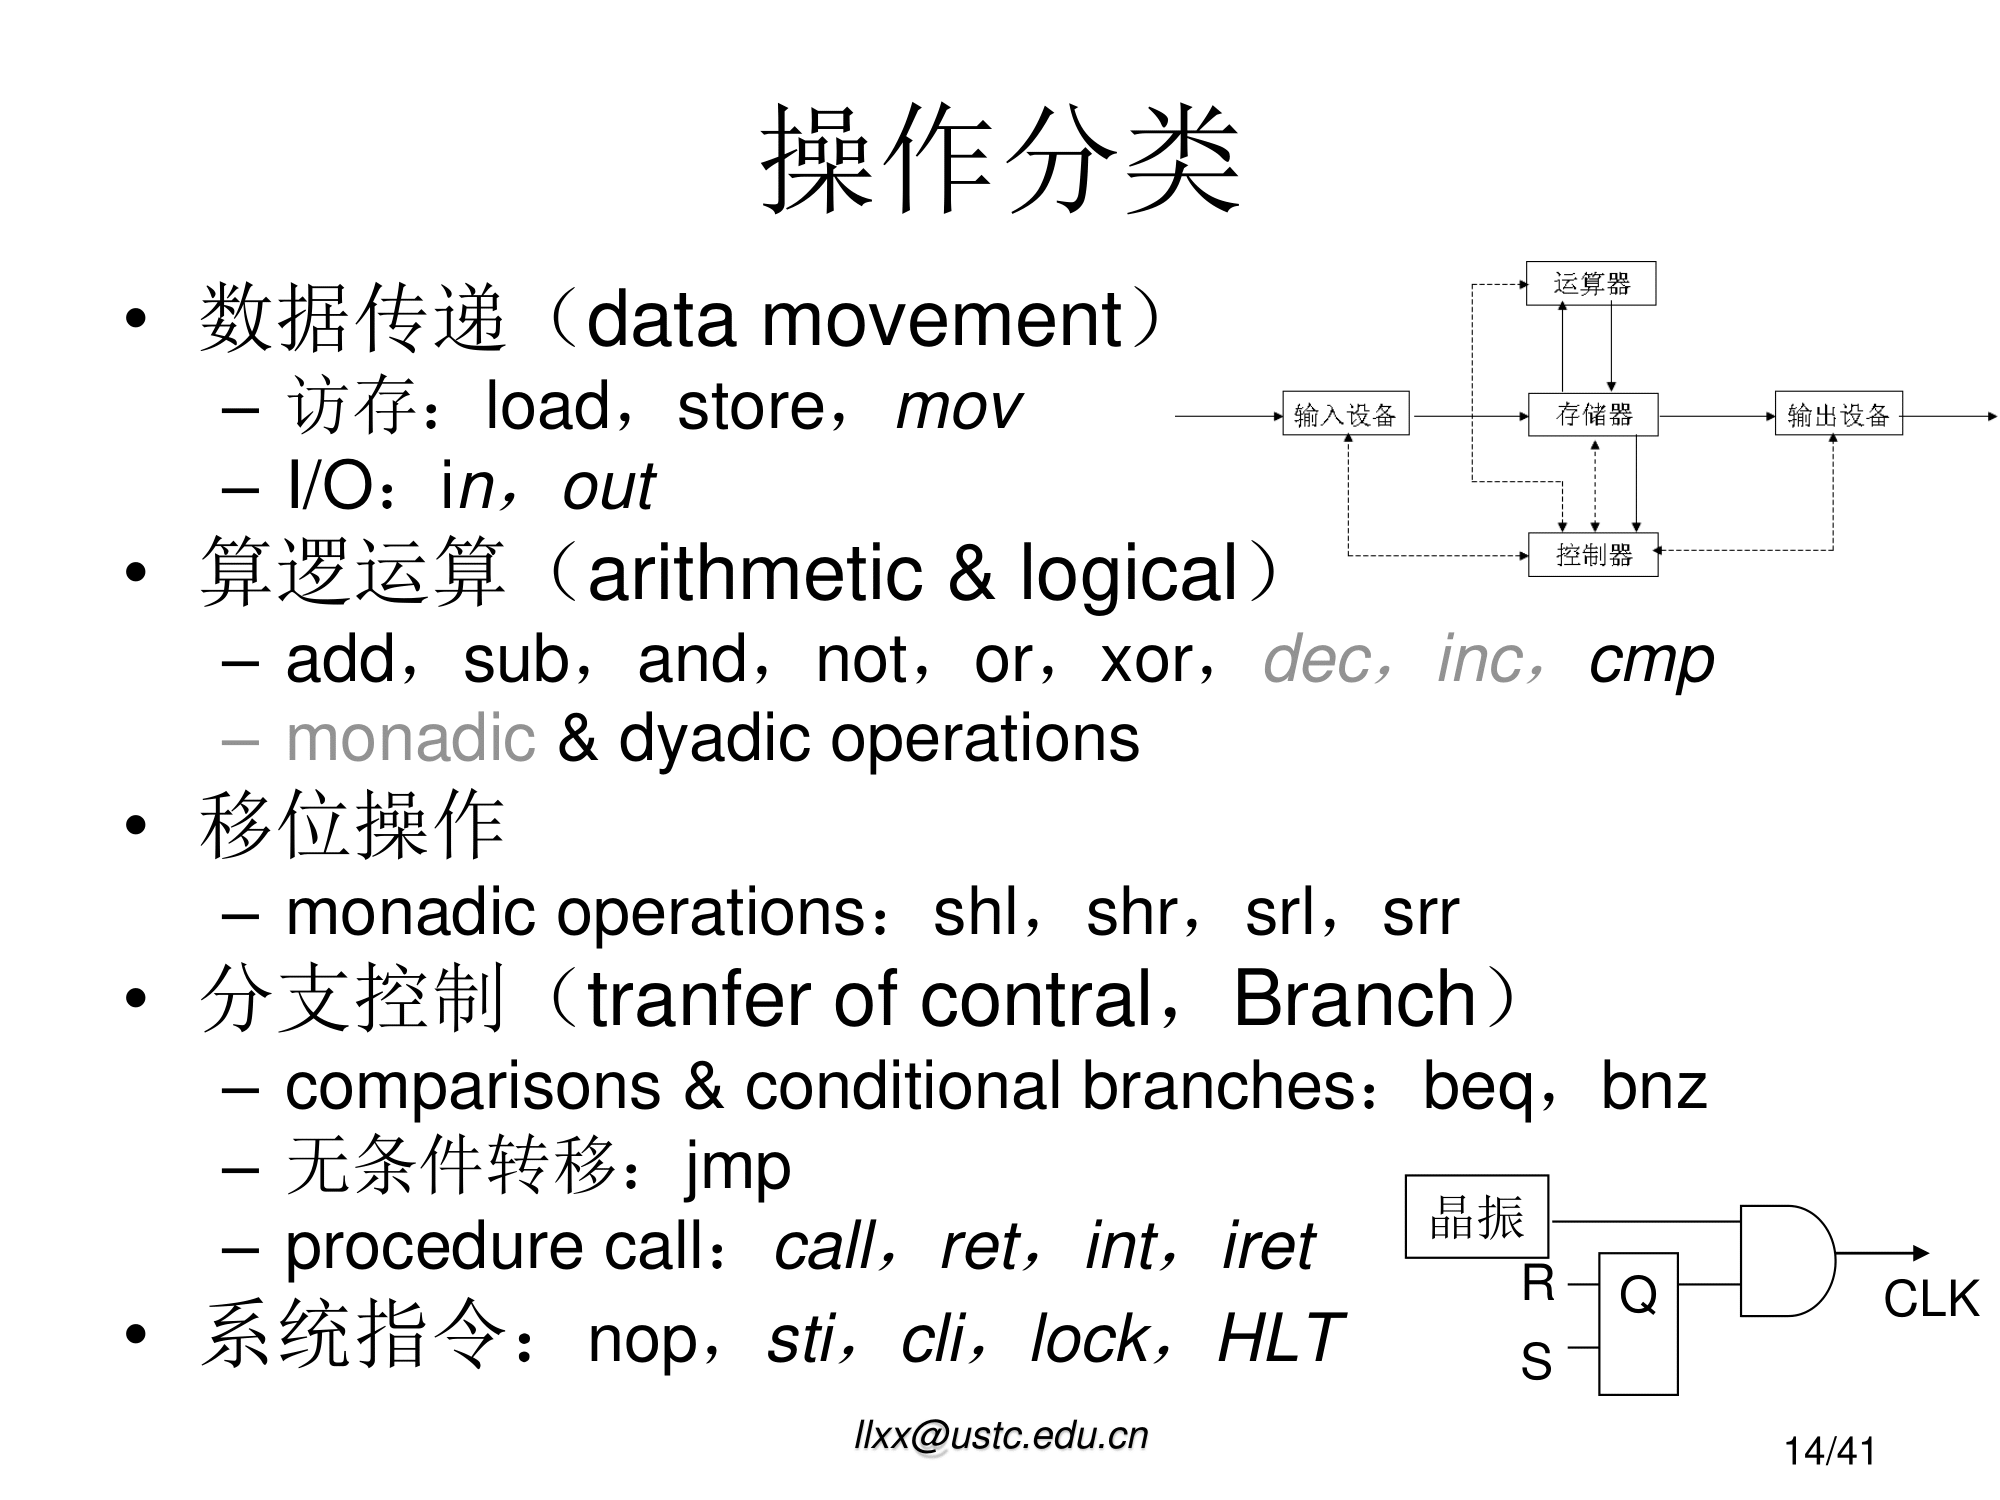 操作分类
• 数据传递（data movement）
– 访存：load，store，mov
– I/O：in，out
• 算逻运算（arithmetic & logical）
– add，sub，and，not，or，xor，dec，inc，cmp
– monadic & dyadic operations
• 移位操作
– monadic operations：shl，shr，srl，srr
• 分支控制（tranfer of contral，Branch）
– comparisons & conditional branches：beq，bnz
– 无条件转移：jmp
– procedure call：call，ret，int，iret
• 系统指令：nop，sti，cli，lock，HLT
运算器
输入设备
存储器
输出设备
控制器
晶振
R
Q
CLK
S
llxx@ustc.edu.cn
14/41